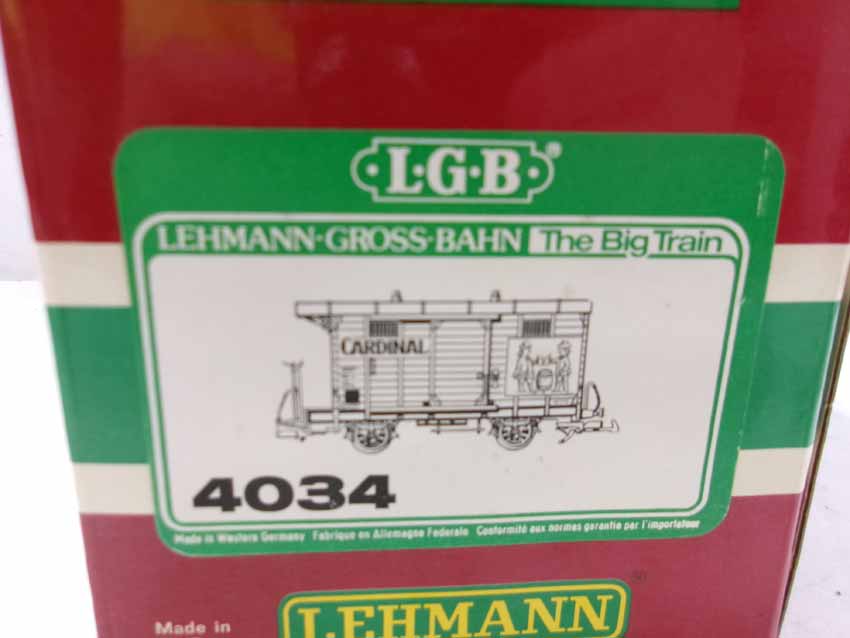 L·G·B®
LEHMANN·GROSS·BAHN The Big Train
CARDINAL
4034
Made in Western Germany Fabrique en Allemagne Federale Conformité aux normes garantie par l'importateur
Made in
LEHMANN